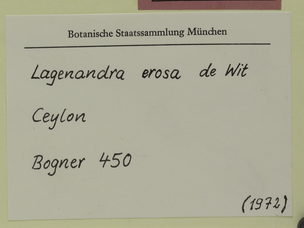 Botanische Staatssammlung München
Lagenandra erosa de Wit
Ceylon
Bogner 450
(1972)